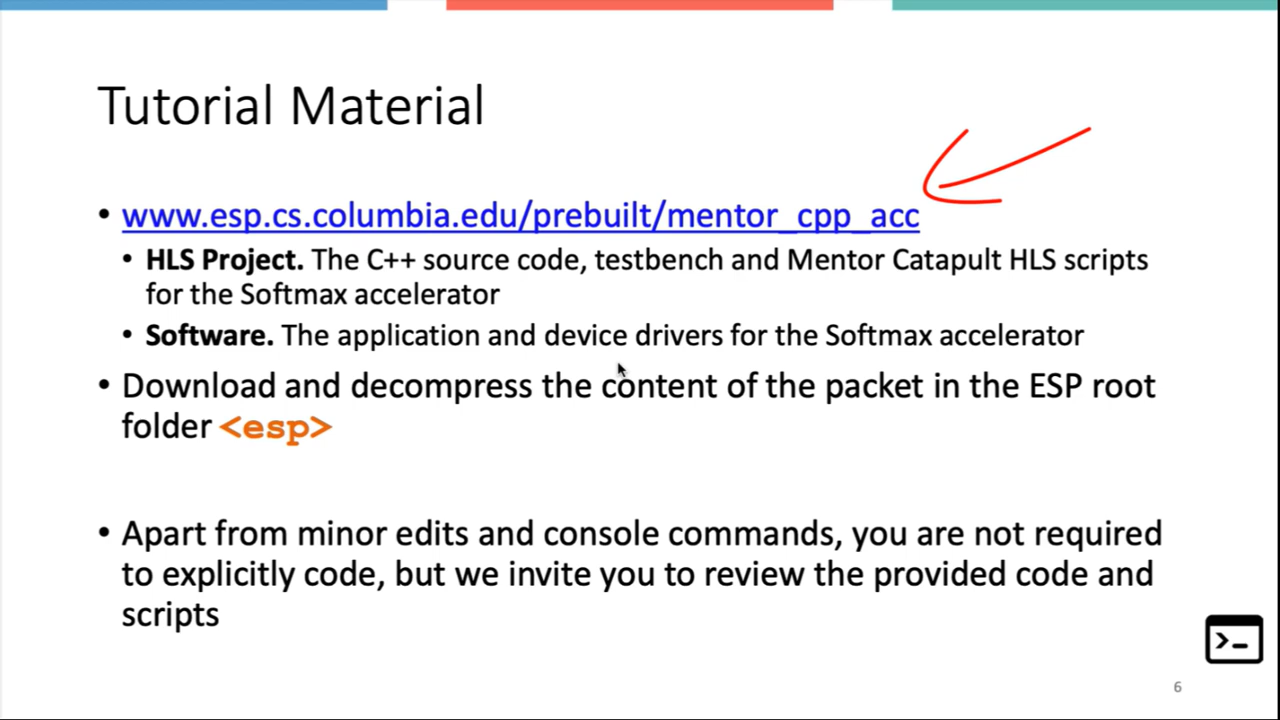 Tutorial Material
• www.esp.cs.columbia.edu/prebuilt/mentor_cpp_acc
• HLS Project. The C++ source code, testbench and Mentor Catapult HLS scripts
for the Softmax accelerator
• Software. The application and device drivers for the Softmax accelerator
• Download and decompress the content of the packet in the ESP root
folder <esp>
• Apart from minor edits and console commands, you are not required
to explicitly code, but we invite you to review the provided code and
scripts
6